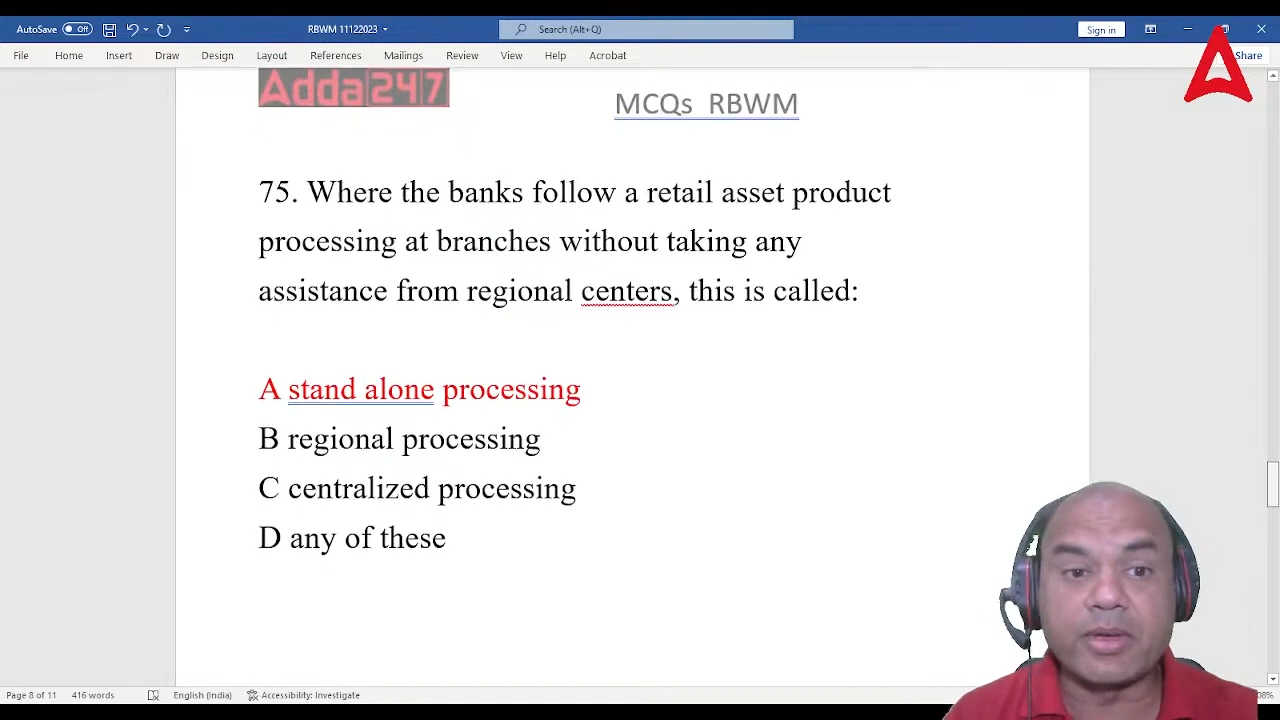 AutoSave Off RBWM 11122023 Search (Alt+Q) Sign in
File Home Insert Draw Design Layout References Mailings Review View Help Acrobat Share
Adda 247
MCQs RBWM
75. Where the banks follow a retail asset product
processing at branches without taking any
assistance from regional centers, this is called:
A stand alone processing
B regional processing
C centralized processing
D any of these
Page 8 of 11 416 words English (India) Accessibility: Investigate